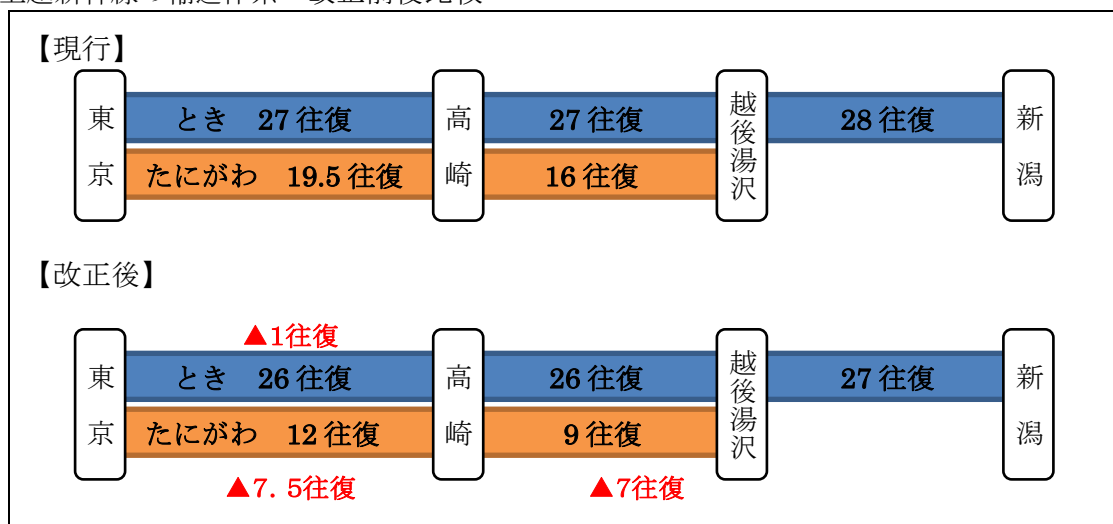 上越新幹線の輸送体系 改正前後比較
【現行】
東京 とき 27往復 高崎 27往復 越後湯沢 28往復 新潟
たにがわ 19.5往復 16往復
【改正後】
▲1往復
東京 とき 26往復 高崎 26往復 越後湯沢 27往復 新潟
たにがわ 12往復 9往復
▲7.5往復 ▲7往復